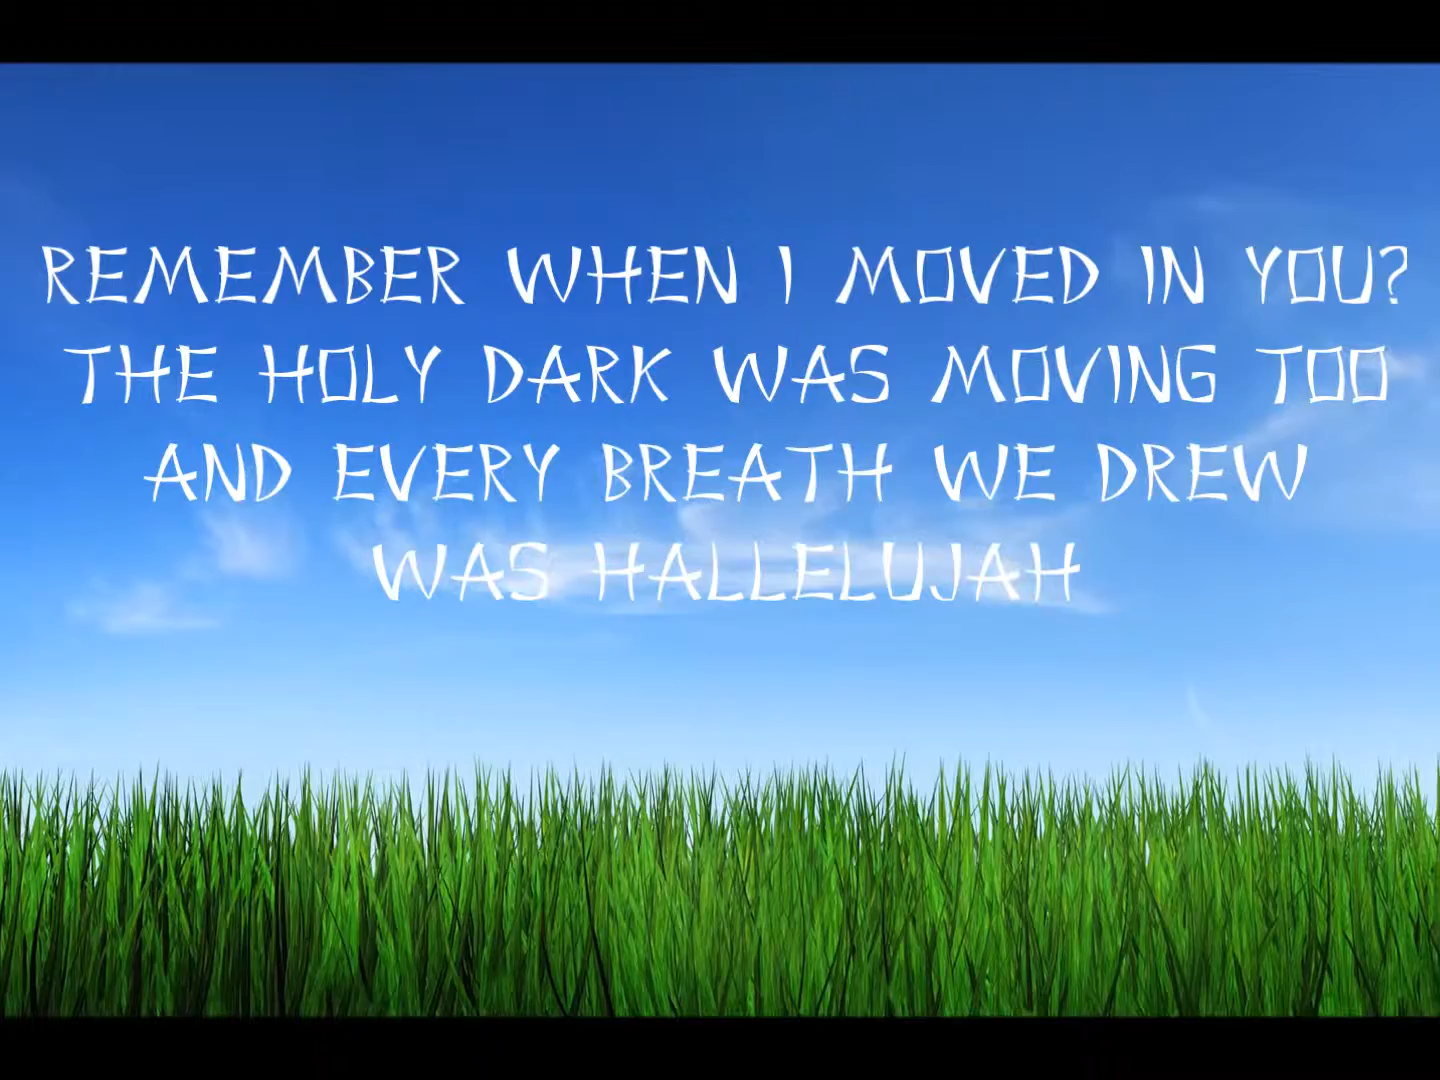 REMEMBER WHEN I MOVED IN YOU?
THE HOLY DARK WAS MOVING TOO
AND EVERY BREATH WE DREW
WAS HALLELUJAH